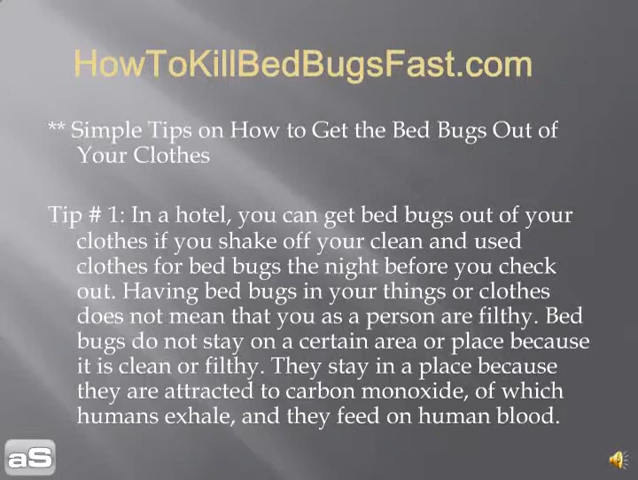 HowToKillBedBugsFast.com
** Simple Tips on How to Get the Bed Bugs Out of
Your Clothes
Tip # 1: In a hotel, you can get bed bugs out of your
clothes if you shake off your clean and used
clothes for bed bugs the night before you check
out. Having bed bugs in your things or clothes
does not mean that you as a person are filthy. Bed
bugs do not stay on a certain area or place because
it is clean or filthy. They stay in a place because
they are attracted to carbon monoxide, of which
humans exhale, and they feed on human blood.
aS